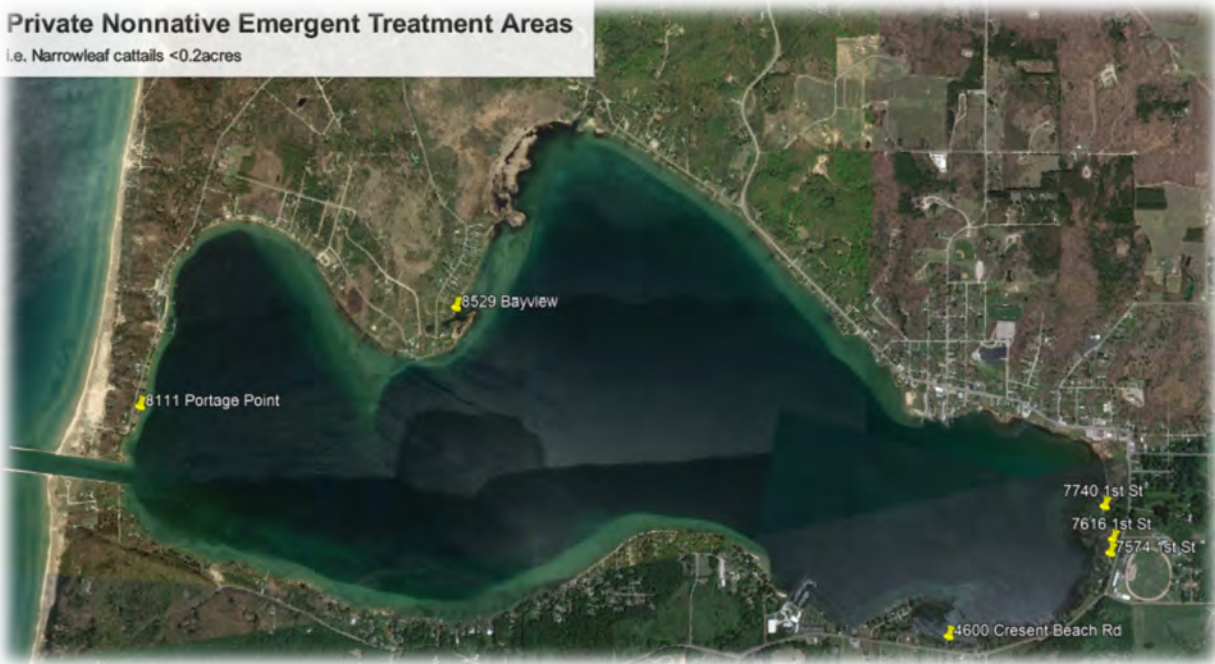 Private Nonnative Emergent Treatment Areas
i.e. Narrowleaf cattails <0.2acres
8529 Bayview
8111 Portage Point
7740 1st St
7616 1st St
7574 1st St
4600 Cresent Beach Rd